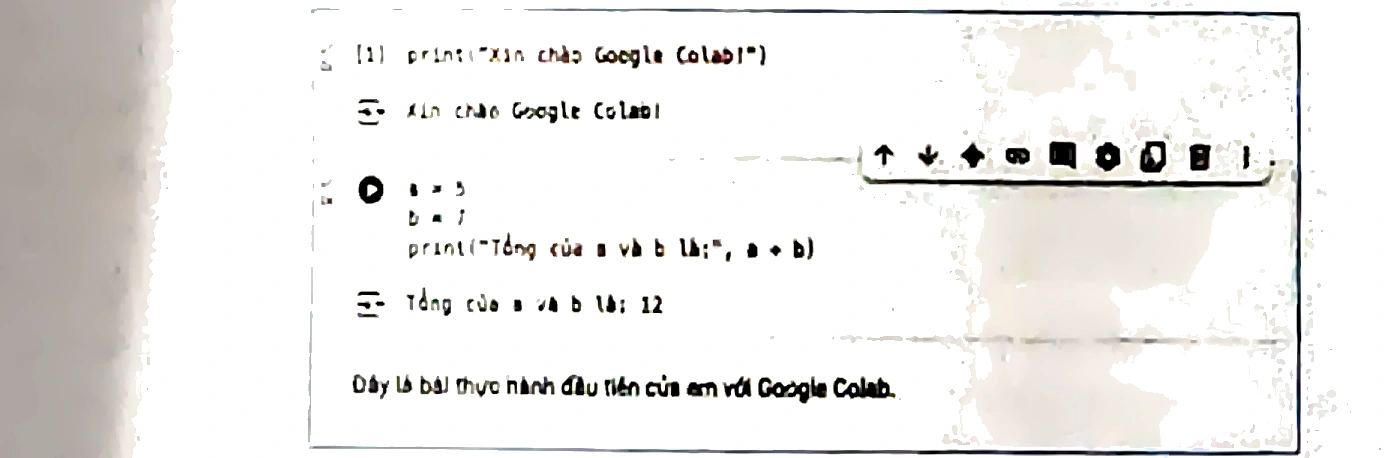 [1] print("Xin chào Google Colab!")
Xin chào Google Colab!
a = 5
b = 7
print("Tổng của a và b là:", a + b)
Tổng của a và b là: 12
Đây là bài thực hành đầu tiên của em với Google Colab.